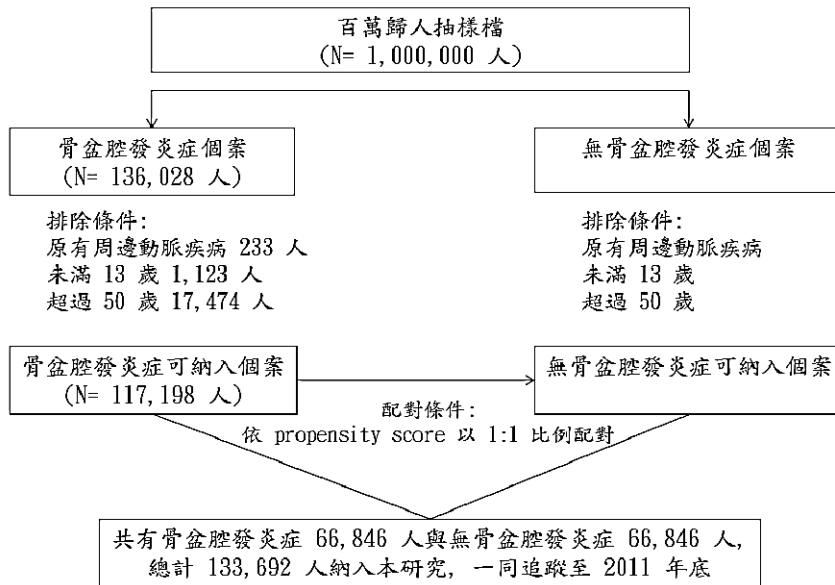 百萬歸人抽樣檔
(N= 1,000,000 人)
骨盆腔發炎症個案
(N= 136,028 人)
無骨盆腔發炎症個案
排除條件:
原有周邊動脈疾病 233 人
未滿 13 歲 1,123 人
超過 50 歲 17,474 人
排除條件:
原有周邊動脈疾病
未滿 13 歲
超過 50 歲
骨盆腔發炎症可納入個案
(N= 117,198 人)
無骨盆腔發炎症可納入個案
配對條件:
依 propensity score 以 1:1 比例配對
共有骨盆腔發炎症 66,846 人與無骨盆腔發炎症 66,846 人,
總計 133,692 人納入本研究, 一同追蹤至 2011 年底